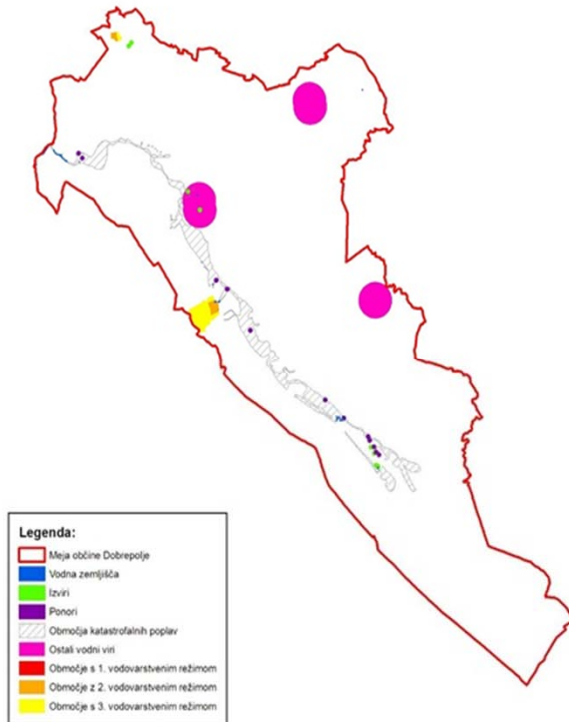 Legenda:
Meja občine Dobrepolje
Vodna zemljišča
Izviri
Ponori
Območja katastrofalnih poplav
Ostali vodni viri
Območje s 1. vodovarstvenim režimom
Območje z 2. vodovarstvenim režimom
Območje s 3. vodovarstvenim režimom